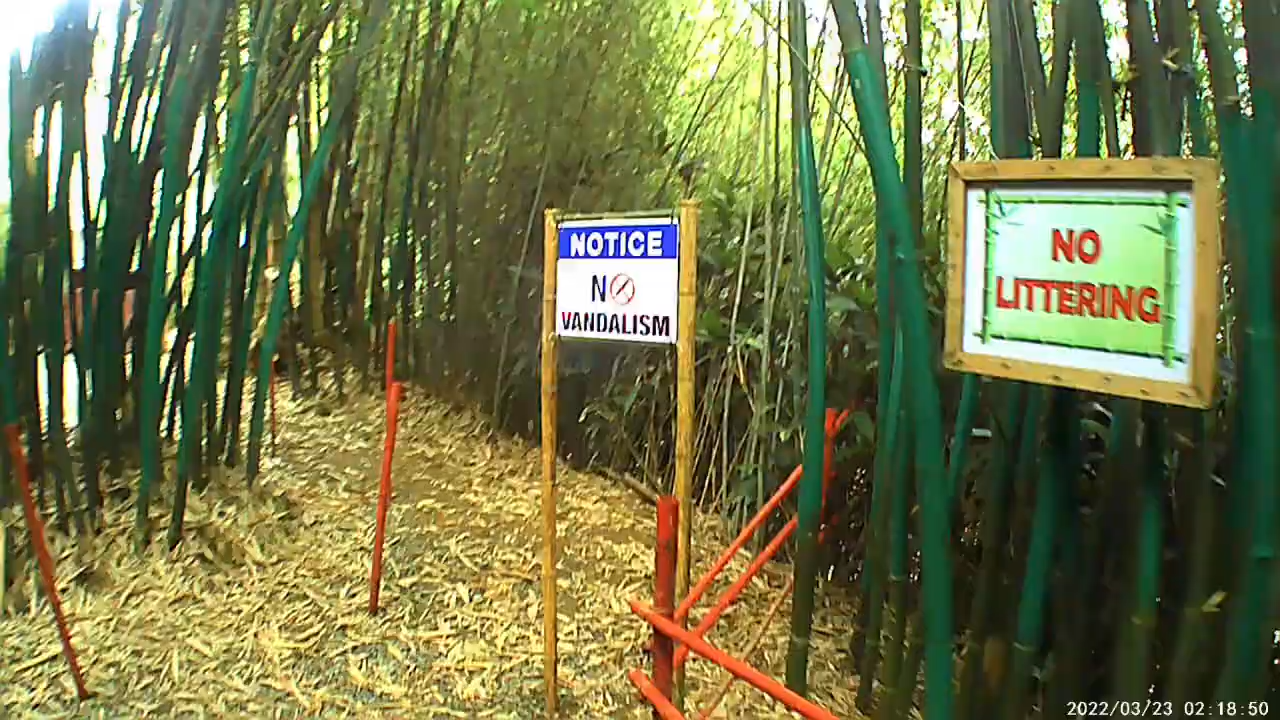 NOTICE
NO
VANDALISM
NO
LITTERING
2022/03/23 02:18:50